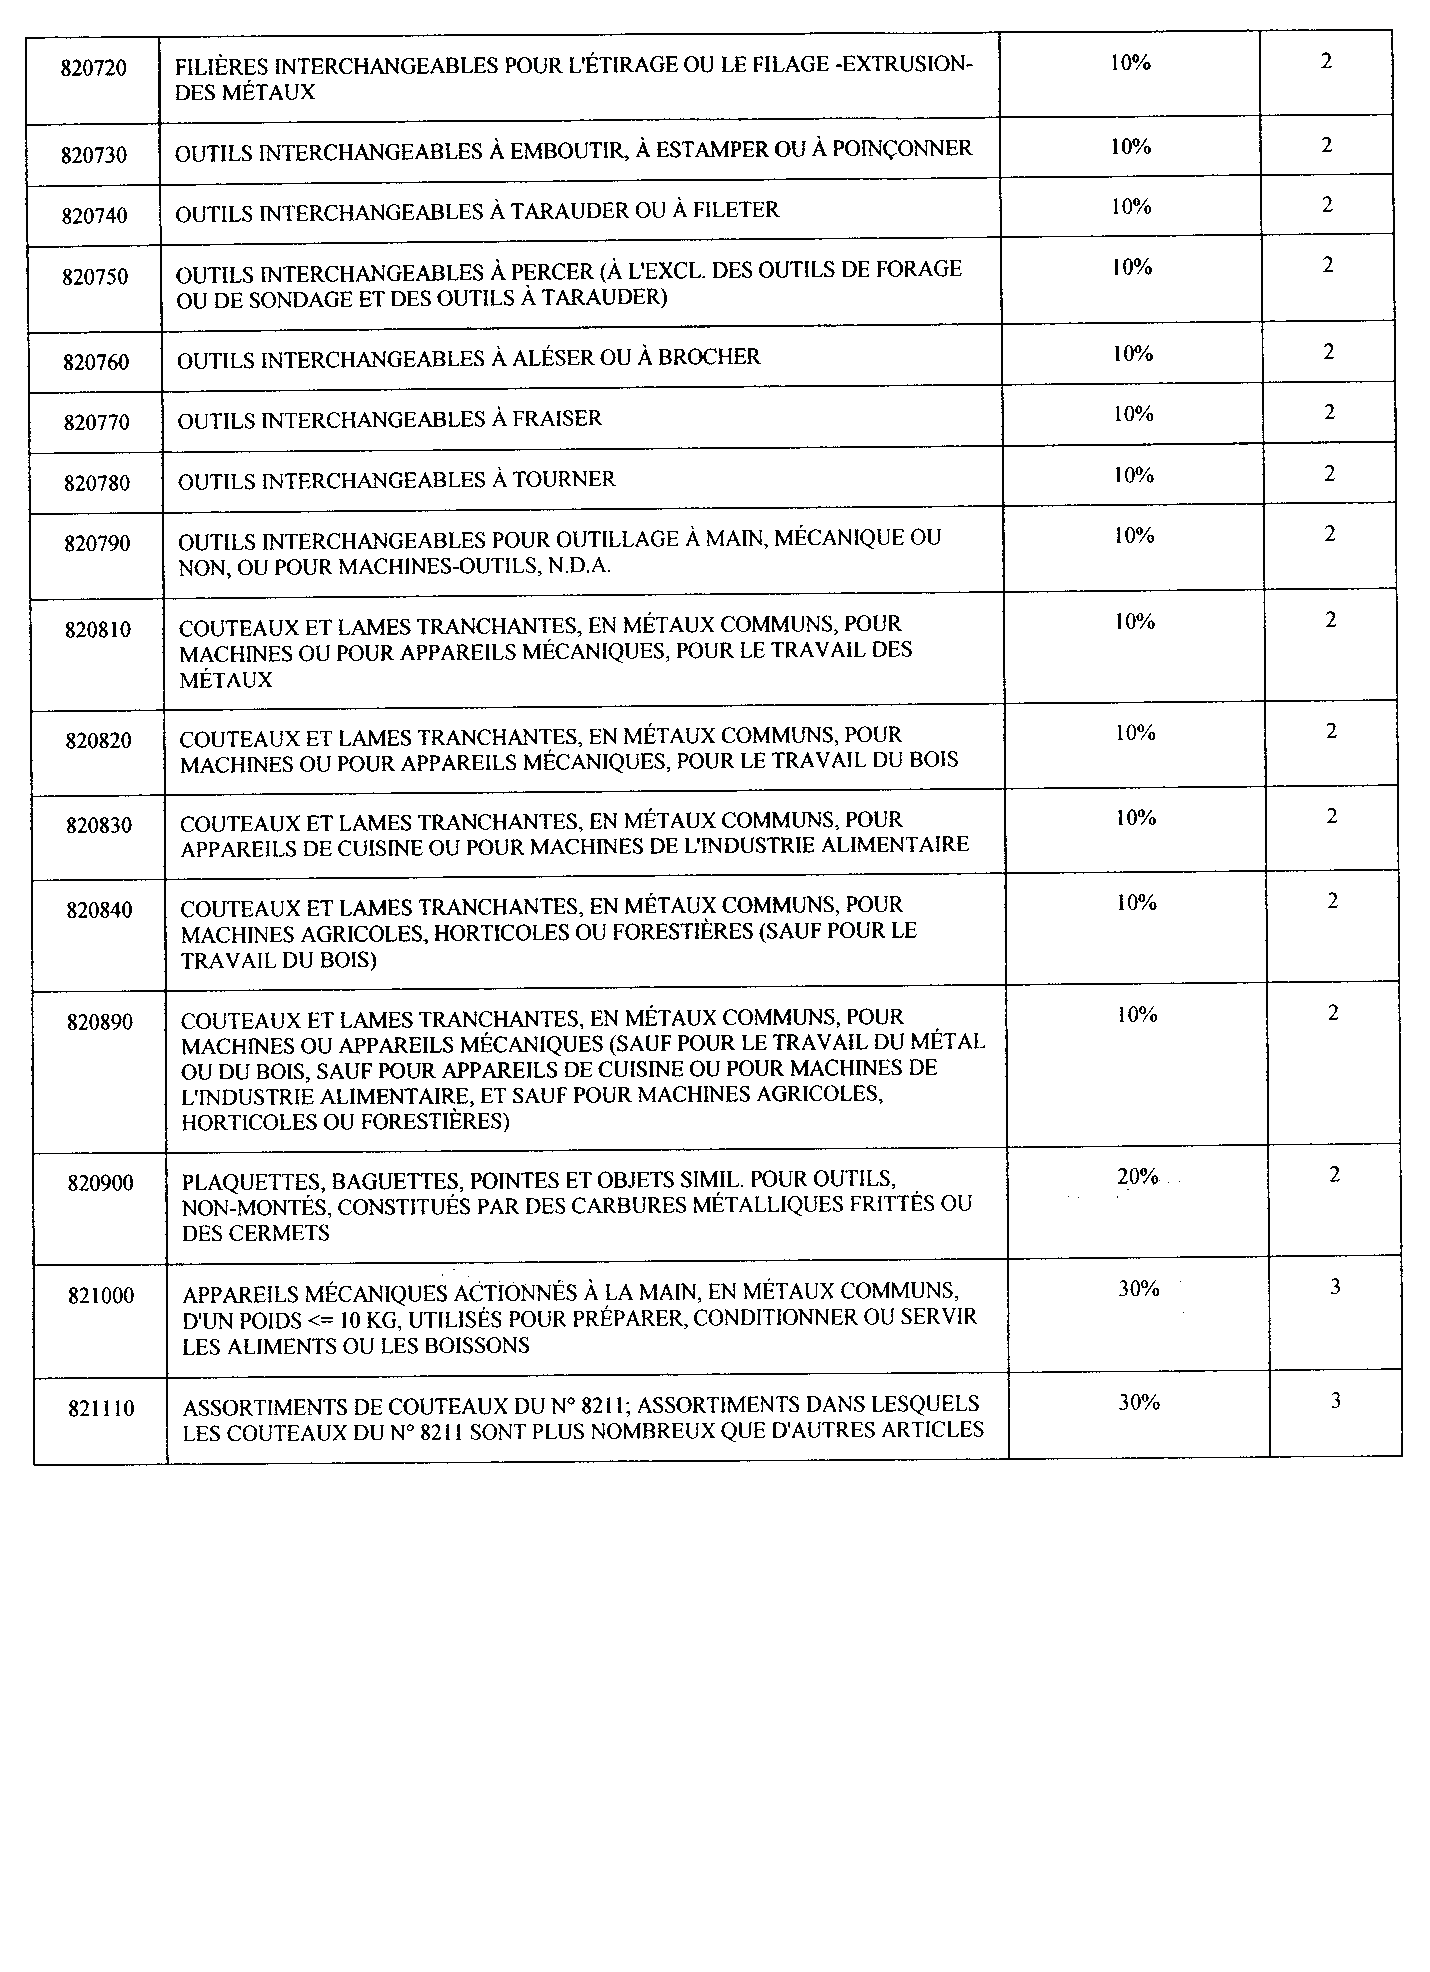 820720 FILIÈRES INTERCHANGEABLES POUR L'ÉTIRAGE OU LE FILAGE -EXTRUSION- 10% 2
DES MÉTAUX
820730 OUTILS INTERCHANGEABLES À EMBOUTIR, À ESTAMPER OU À POINÇONNER 10% 2
820740 OUTILS INTERCHANGEABLES À TARAUDER OU À FILETER 10% 2
820750 OUTILS INTERCHANGEABLES À PERCER (À L'EXCL. DES OUTILS DE FORAGE 10% 2
OU DE SONDAGE ET DES OUTILS À TARAUDER)
820760 OUTILS INTERCHANGEABLES À ALÉSER OU À BROCHER 10% 2
820770 OUTILS INTERCHANGEABLES À FRAISER 10% 2
820780 OUTILS INTERCHANGEABLES À TOURNER 10% 2
820790 OUTILS INTERCHANGEABLES POUR OUTILLAGE À MAIN, MÉCANIQUE OU 10% 2
NON, OU POUR MACHINES-OUTILS, N.D.A.
820810 COUTEAUX ET LAMES TRANCHANTES, EN MÉTAUX COMMUNS, POUR 10% 2
MACHINES OU POUR APPAREILS MÉCANIQUES, POUR LE TRAVAIL DES
MÉTAUX
820820 COUTEAUX ET LAMES TRANCHANTES, EN MÉTAUX COMMUNS, POUR 10% 2
MACHINES OU POUR APPAREILS MÉCANIQUES, POUR LE TRAVAIL DU BOIS
820830 COUTEAUX ET LAMES TRANCHANTES, EN MÉTAUX COMMUNS, POUR 10% 2
APPAREILS DE CUISINE OU POUR MACHINES DE L'INDUSTRIE ALIMENTAIRE
820840 COUTEAUX ET LAMES TRANCHANTES, EN MÉTAUX COMMUNS, POUR 10% 2
MACHINES AGRICOLES, HORTICOLES OU FORESTIÈRES (SAUF POUR LE
TRAVAIL DU BOIS)
820890 COUTEAUX ET LAMES TRANCHANTES, EN MÉTAUX COMMUNS, POUR 10% 2
MACHINES OU APPAREILS MÉCANIQUES (SAUF POUR LE TRAVAIL DU MÉTAL
OU DU BOIS, SAUF POUR APPAREILS DE CUISINE OU POUR MACHINES DE
L'INDUSTRIE ALIMENTAIRE, ET SAUF POUR MACHINES AGRICOLES,
HORTICOLES OU FORESTIÈRES)
820900 PLAQUETTES, BAGUETTES, POINTES ET OBJETS SIMIL. POUR OUTILS, 20% 2
NON-MONTÉS, CONSTITUÉS PAR DES CARBURES MÉTALLIQUES FRITTÉS OU
DES CERMETS
821000 APPAREILS MÉCANIQUES ACTIONNÉS À LA MAIN, EN MÉTAUX COMMUNS, 30% 3
D'UN POIDS <= 10 KG, UTILISÉS POUR PRÉPARER, CONDITIONNER OU SERVIR
LES ALIMENTS OU LES BOISSONS
821110 ASSORTIMENTS DE COUTEAUX DU N° 8211; ASSORTIMENTS DANS LESQUELS 30% 3
LES COUTEAUX DU N° 8211 SONT PLUS NOMBREUX QUE D'AUTRES ARTICLES